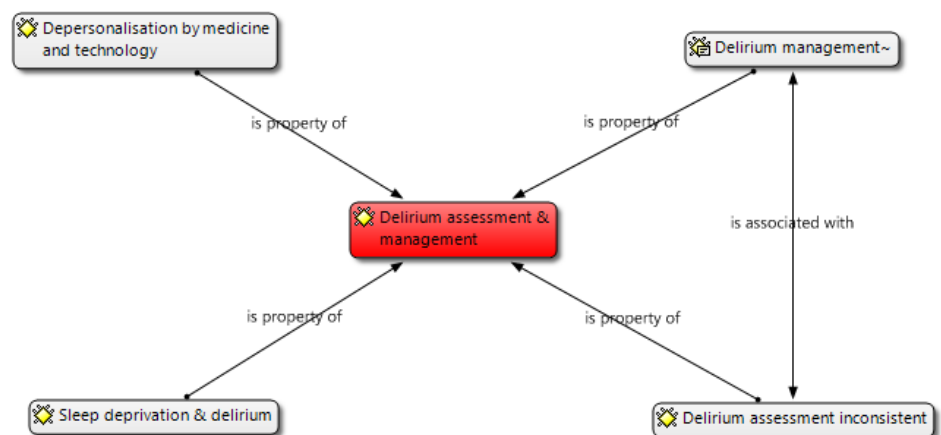 Depersonalisation by medicine
and technology
Delirium management~
is property of
is property of
Delirium assessment &
management
is associated with
is property of
is property of
Sleep deprivation & delirium
Delirium assessment inconsistent